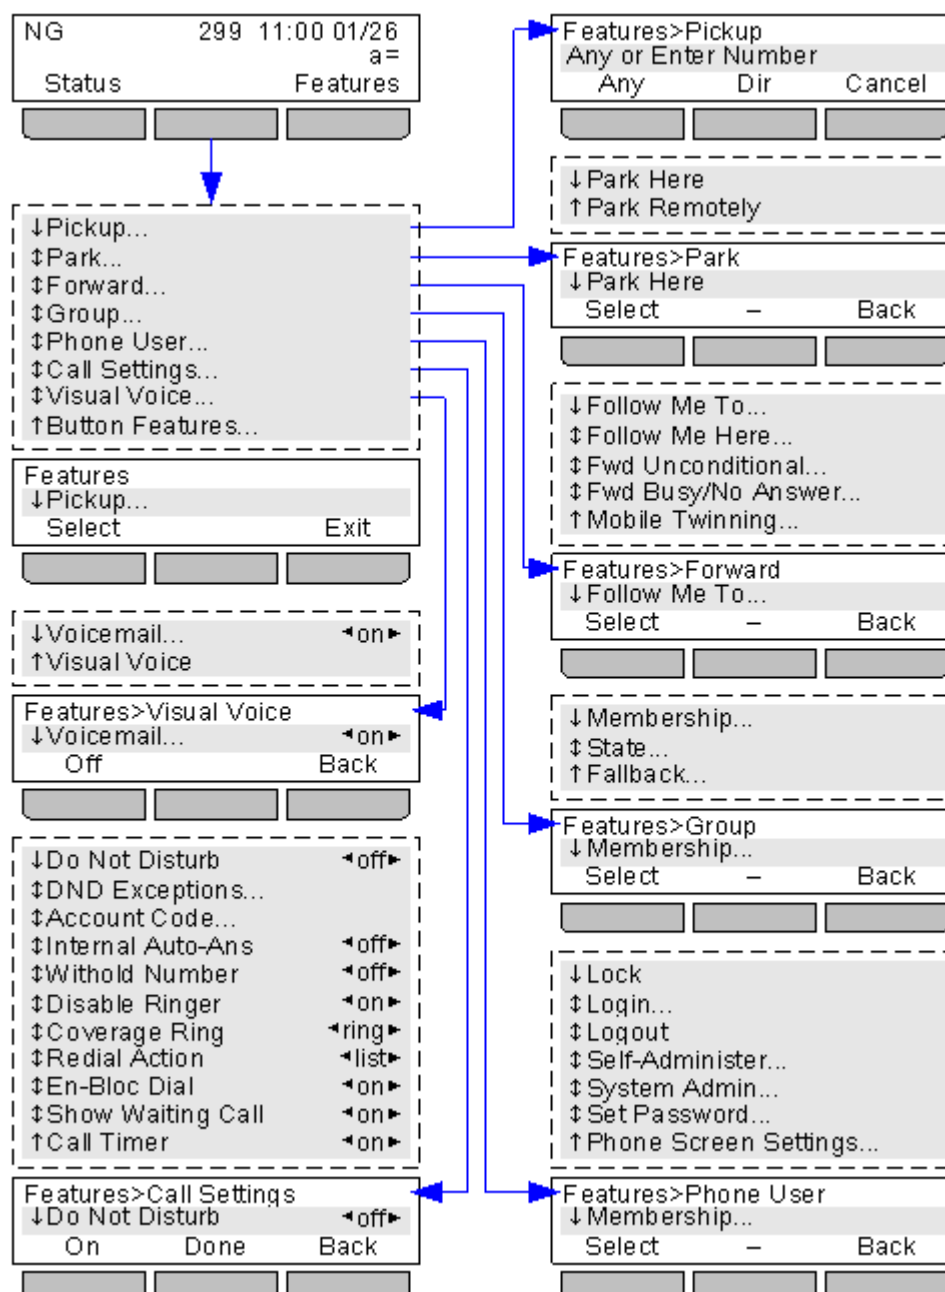 NG 299 11:00 01/26
a=
Status Features
↓Pickup...
↕Park...
↕Forward...
↕Group...
↕Phone User...
↕Call Settings...
↕Visual Voice...
↑Button Features...
Features
↓Pickup...
Select Exit
↓Voicemail... ◄on►
↑Visual Voice
Features>Visual Voice
↓Voicemail... ◄on►
Off Back
↓Do Not Disturb ◄off►
↕DND Exceptions...
↕Account Code...
↕Internal Auto-Ans ◄off►
↕Withold Number ◄off►
↕Disable Ringer ◄on►
↕Coverage Ring ◄ring►
↕Redial Action ◄list►
↕En-Bloc Dial ◄on►
↕Show Waiting Call ◄on►
↑Call Timer ◄on►
Features>Call Settings
↓Do Not Disturb ◄off►
On Done Back
Features>Pickup
Any or Enter Number
Any Dir Cancel
↓Park Here
↑Park Remotely
Features>Park
↓Park Here
Select – Back
↓Follow Me To...
↕Follow Me Here...
↕Fwd Unconditional...
↕Fwd Busy/No Answer...
↑Mobile Twinning...
Features>Forward
↓Follow Me To...
Select – Back
↓Membership...
↕State...
↑Fallback...
Features>Group
↓Membership...
Select – Back
↓Lock
↕Login...
↕Logout
↕Self-Administer...
↕System Admin...
↕Set Password...
↑Phone Screen Settings...
Features>Phone User
↓Membership...
Select – Back